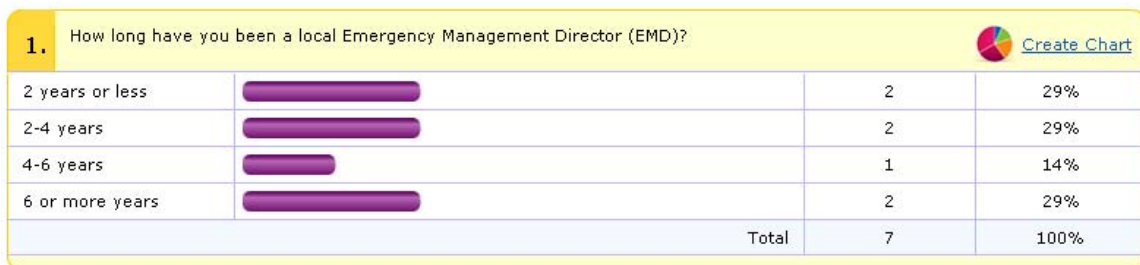 1. How long have you been a local Emergency Management Director (EMD)? Create Chart
2 years or less 2 29%
2-4 years 2 29%
4-6 years 1 14%
6 or more years 2 29%
Total 7 100%